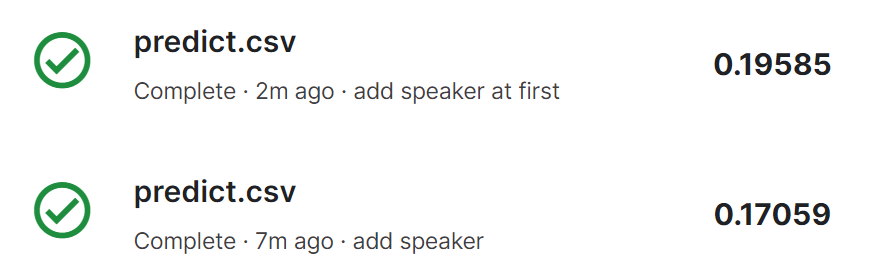 predict.csv
0.19585
Complete · 2m ago · add speaker at first
predict.csv
0.17059
Complete · 7m ago · add speaker